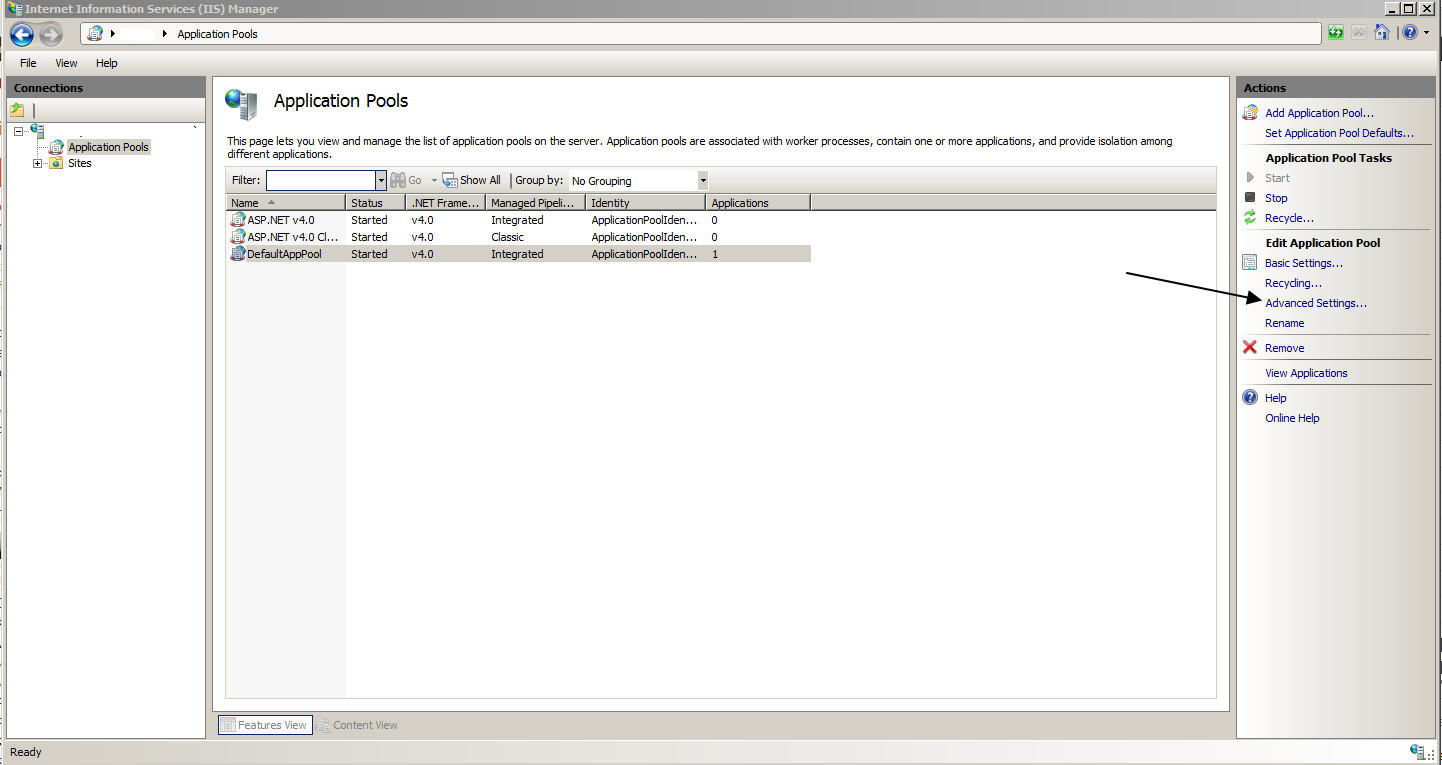 Internet Information Services (IIS) Manager
Application Pools
File View Help
Connections
Application Pools
Sites
Application Pools
This page lets you view and manage the list of application pools on the server. Application pools are associated with worker processes, contain one or more applications, and provide isolation among
different applications.
Filter: Go Show All Group by: No Grouping
Name Status .NET Frame... Managed Pipeli... Identity Applications
ASP.NET v4.0 Started v4.0 Integrated ApplicationPoolIden... 0
ASP.NET v4.0 Cl... Started v4.0 Classic ApplicationPoolIden... 0
DefaultAppPool Started v4.0 Integrated ApplicationPoolIden... 1
Features View Content View
Actions
Add Application Pool...
Set Application Pool Defaults...
Application Pool Tasks
Start
Stop
Recycle...
Edit Application Pool
Basic Settings...
Recycling...
Advanced Settings...
Rename
Remove
View Applications
Help
Online Help
Ready